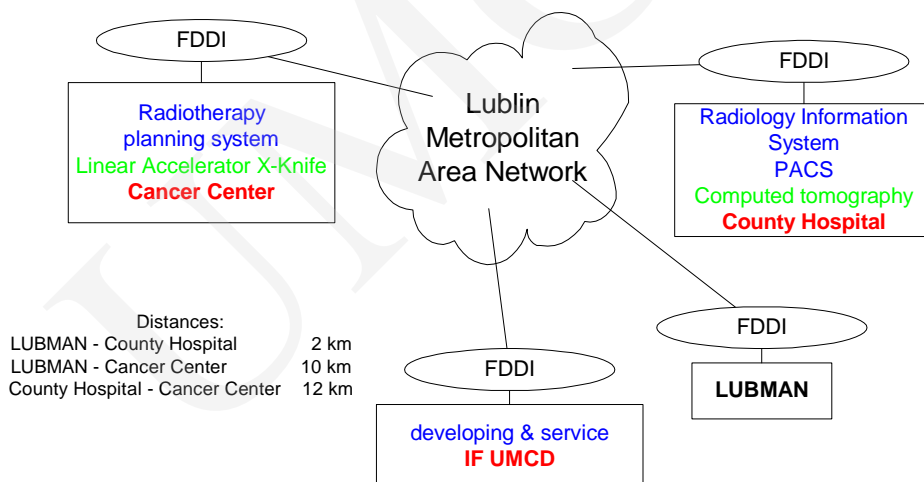 FDDI
Radiotherapy
planning system
Linear Accelerator X-Knife
Cancer Center
Lublin
Metropolitan
Area Network
FDDI
Radiology Information
System
PACS
Computed tomography
County Hospital
Distances:
LUBMAN - County Hospital 2 km
LUBMAN - Cancer Center 10 km
County Hospital - Cancer Center 12 km
FDDI
developing & service
IF UMCD
FDDI
LUBMAN